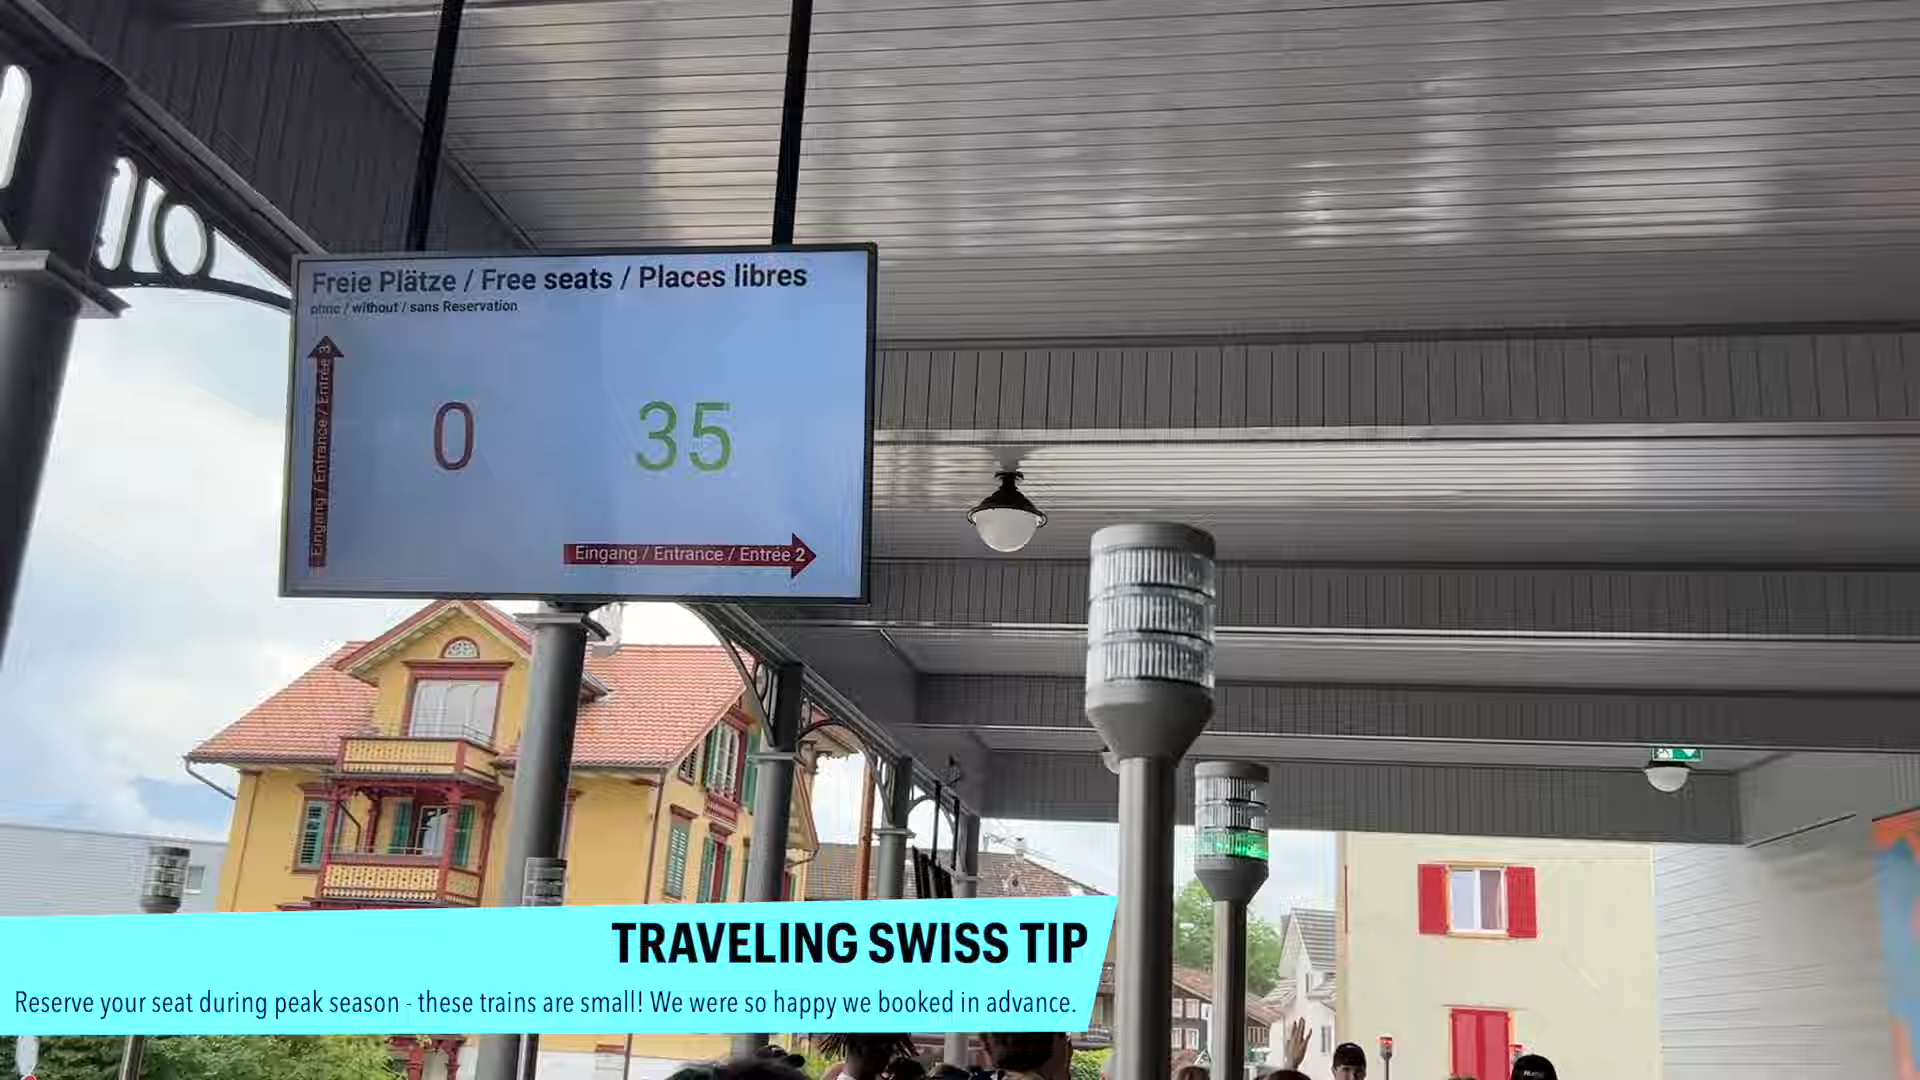 Freie Plätze / Free seats / Places libres
ohne / without / sans Reservation
Eingang / Entrance / Entrée 3
0
35
Eingang / Entrance / Entrée 2
TRAVELING SWISS TIP
Reserve your seat during peak season - these trains are small! We were so happy we booked in advance.